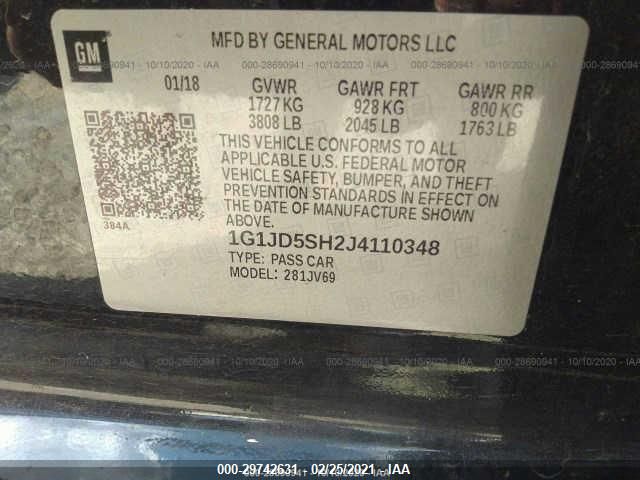 GM
MFD BY GENERAL MOTORS LLC
01/18 GVWR GAWR FRT GAWR RR
1727 KG 928 KG 800 KG
3808 LB 2045 LB 1763 LB
THIS VEHICLE CONFORMS TO ALL
APPLICABLE U.S. FEDERAL MOTOR
VEHICLE SAFETY, BUMPER, AND THEFT
PREVENTION STANDARDS IN EFFECT ON
THE DATE OF MANUFACTURE SHOWN
ABOVE.
384A
1G1JD5SH2J4110348
TYPE: PASS CAR
MODEL: 281JV69
000-28690941 - 10/10/2020 - IAA
000-29742631 - 02/25/2021 - IAA